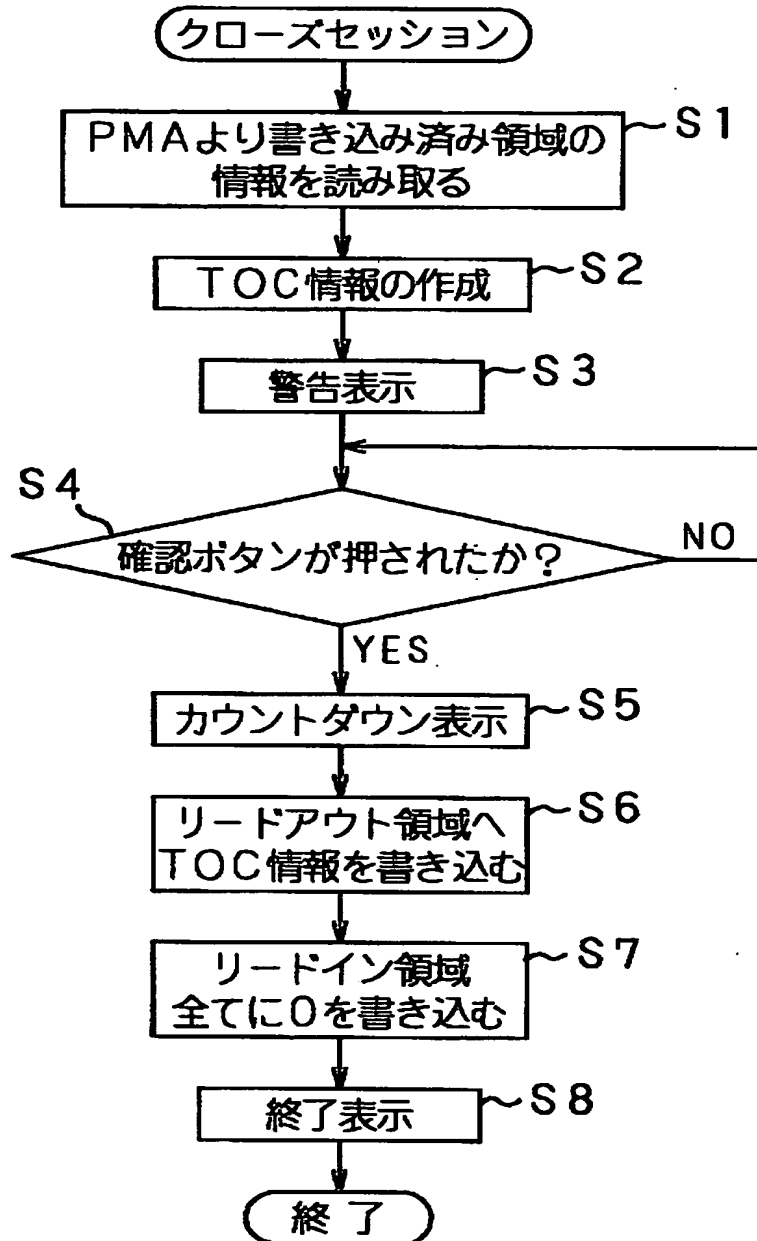 クローズセッション
PMAより書き込み済み領域の
情報を読み取る
S1
TOC情報の作成
S2
警告表示
S3
S4
確認ボタンが押されたか?
NO
YES
カウントダウン表示
S5
リードアウト領域へ
TOC情報を書き込む
S6
リードイン領域
全てに0を書き込む
S7
終了表示
S8
終了